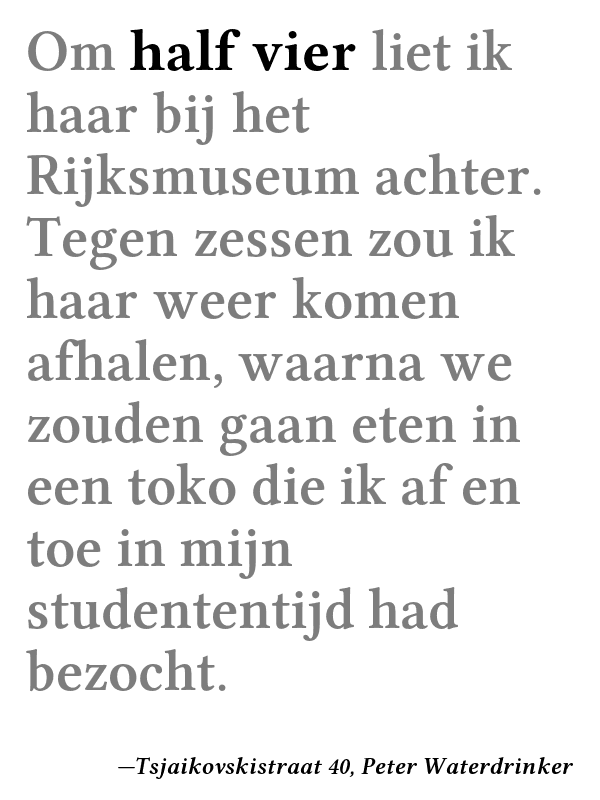 Om half vier liet ik
haar bij het
Rijksmuseum achter.
Tegen zessen zou ik
haar weer komen
afhalen, waarna we
zouden gaan eten in
een toko die ik af en
toe in mijn
studententijd had
bezocht.
—Tsjaikovskistraat 40, Peter Waterdrinker